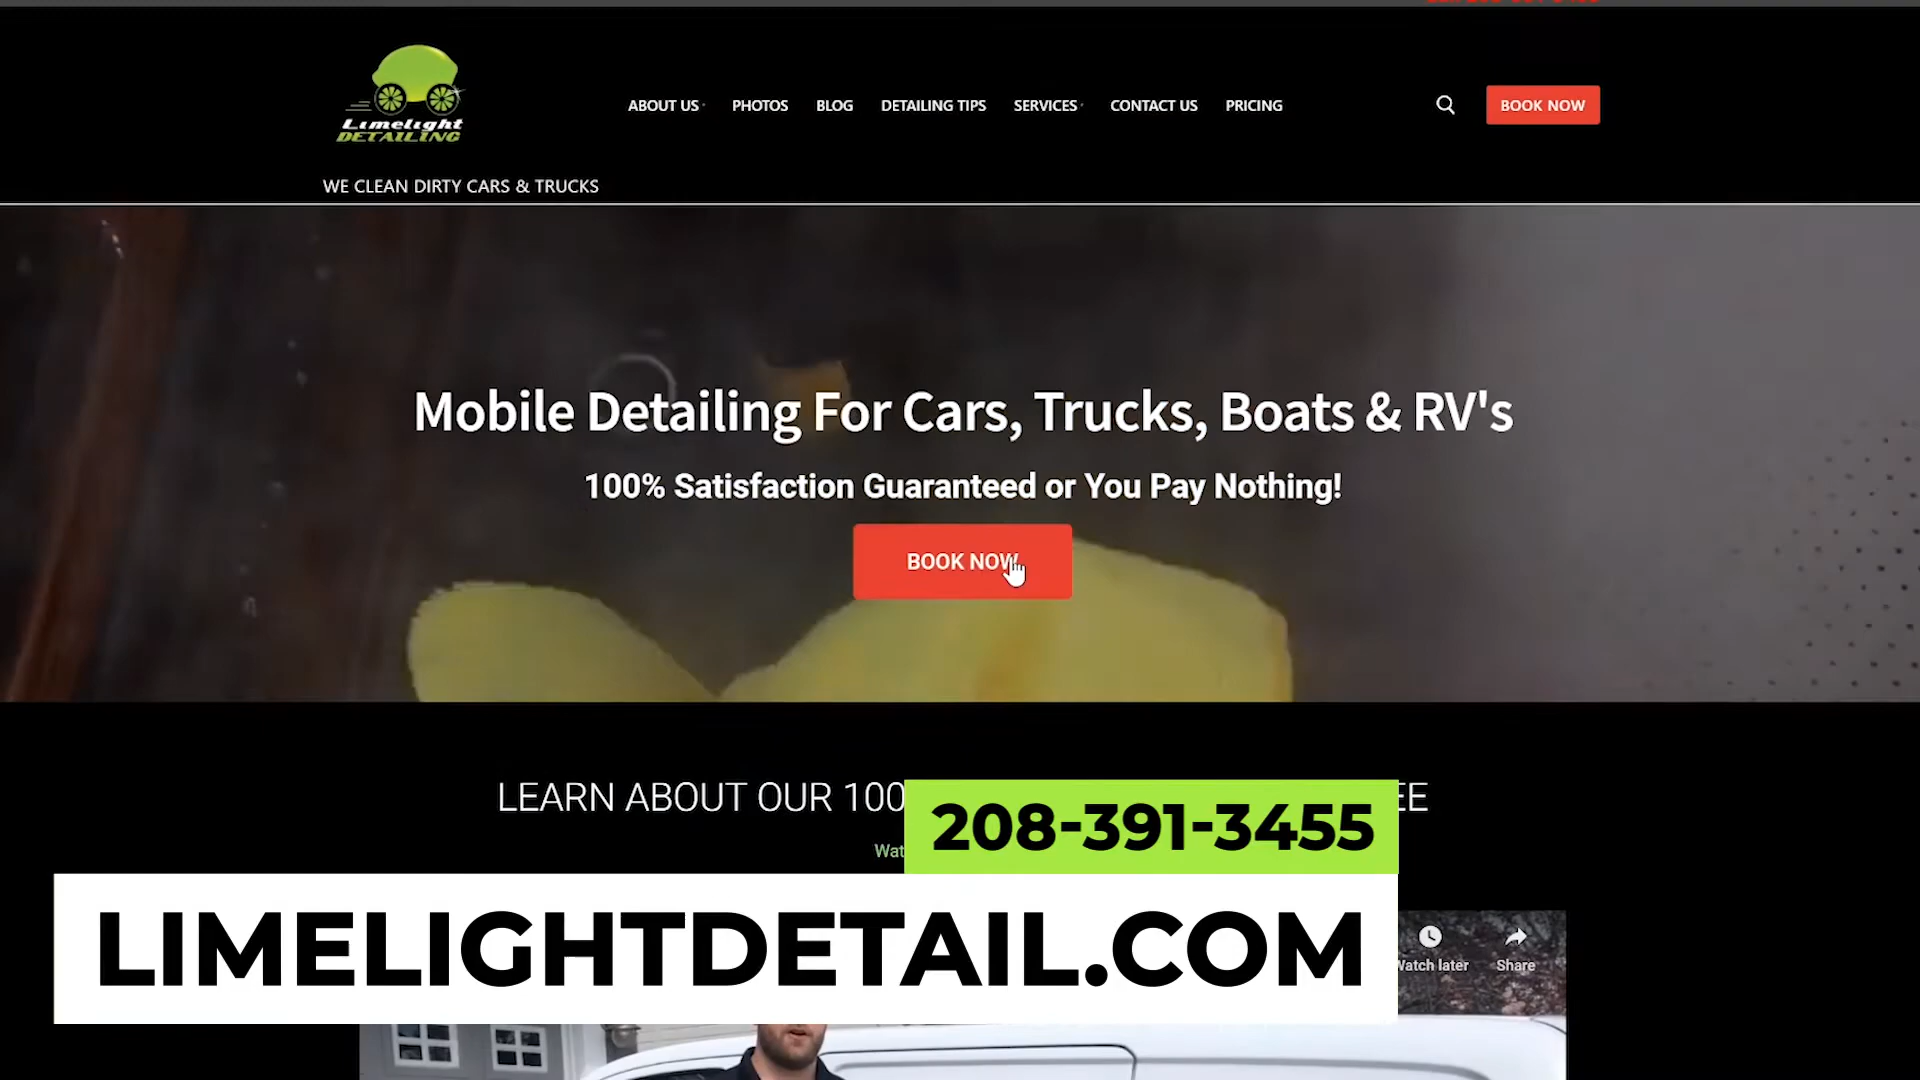 Limelight
DETAILING
WE CLEAN DIRTY CARS & TRUCKS
ABOUT US
PHOTOS
BLOG
DETAILING TIPS
SERVICES
CONTACT US
PRICING
BOOK NOW
Mobile Detailing For Cars, Trucks, Boats & RV's
100% Satisfaction Guaranteed or You Pay Nothing!
BOOK NOW
LEARN ABOUT OUR 100
208-391-3455
LIMELIGHTDETAIL.COM
Watch later
Share